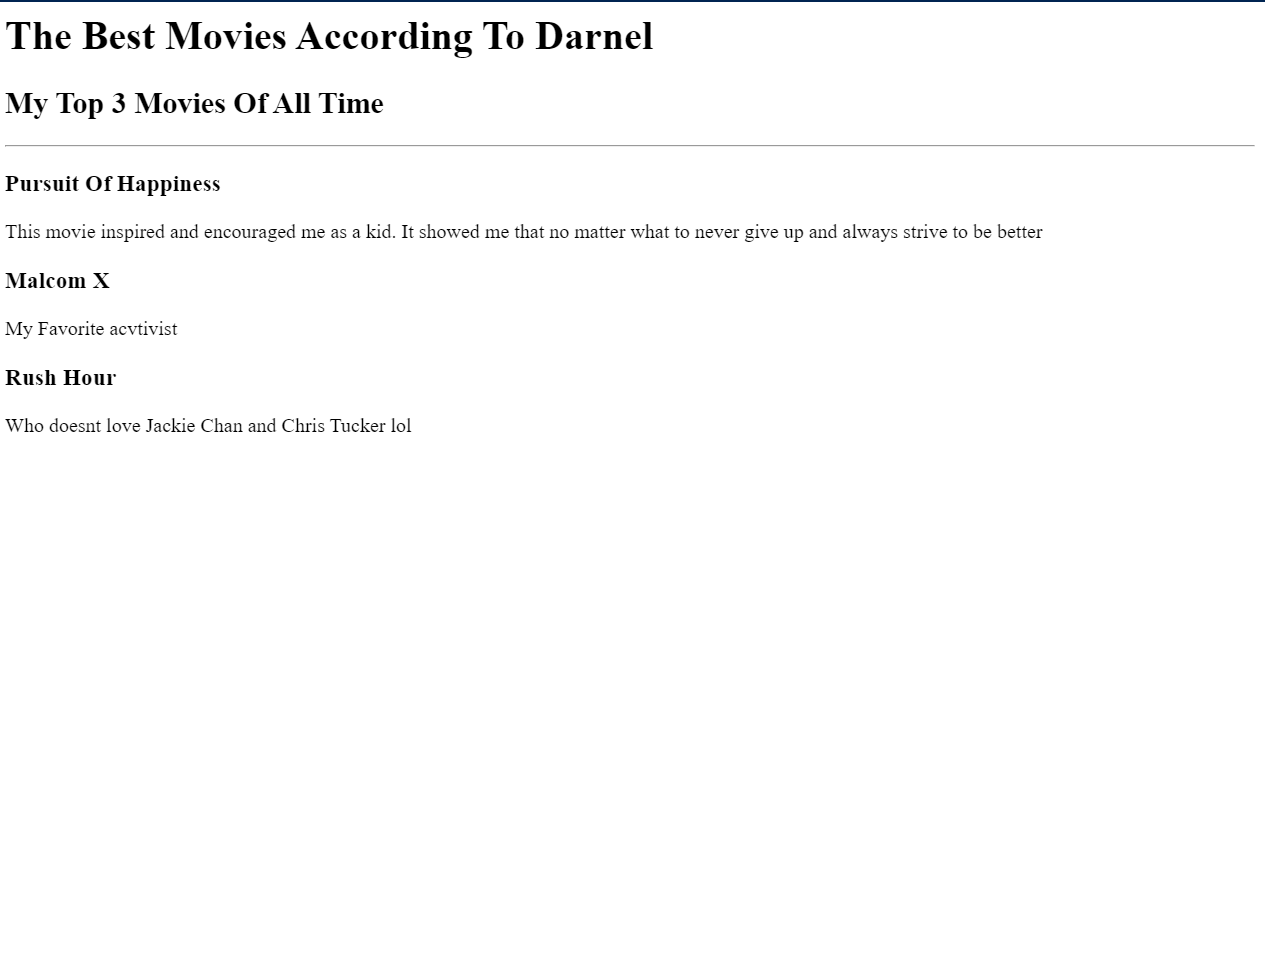 The Best Movies According To Darnel
My Top 3 Movies Of All Time
Pursuit Of Happiness
This movie inspired and encouraged me as a kid. It showed me that no matter what to never give up and always strive to be better
Malcom X
My Favorite acvtivist
Rush Hour
Who doesnt love Jackie Chan and Chris Tucker lol